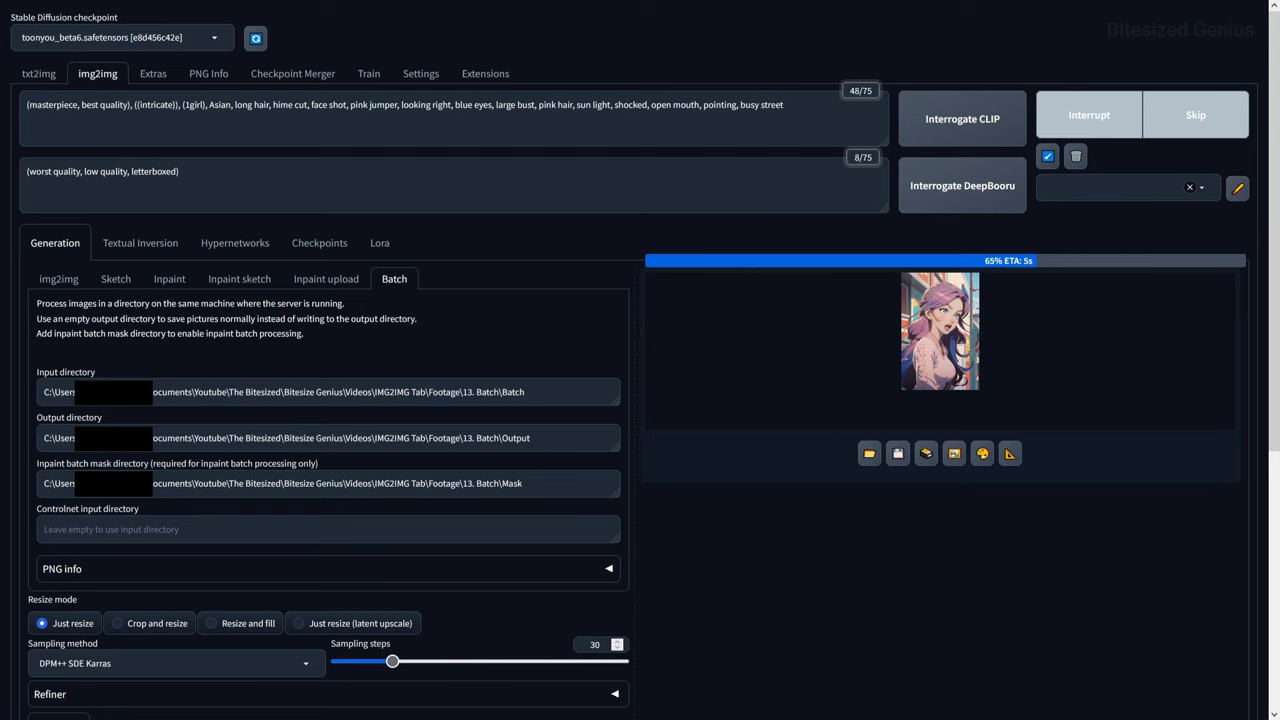 Stable Diffusion checkpoint
Bitesized Genius
toonyou_beta6.safetensors [e8d456c42e]
txt2img img2img Extras PNG Info Checkpoint Merger Train Settings Extensions
48/75
(masterpiece, best quality), ((intricate)), (1girl), Asian, long hair, hime cut, face shot, pink jumper, looking right, blue eyes, large bust, pink hair, sun light, shocked, open mouth, pointing, busy street
Interrogate CLIP
Interrupt Skip
8/75
(worst quality, low quality, letterboxed)
Interrogate DeepBooru
Generation Textual Inversion Hypernetworks Checkpoints Lora
65% ETA: 5s
img2img Sketch Inpaint Inpaint sketch Inpaint upload Batch
Process images in a directory on the same machine where the server is running.
Use an empty output directory to save pictures normally instead of writing to the output directory.
Add inpaint batch mask directory to enable inpaint batch processing.
Input directory
C:\Users ocuments\Youtube\The Bitesized\Bitesize Genius\Videos\IMG2IMG Tab\Footage\13. Batch\Batch
Output directory
C:\Users ocuments\Youtube\The Bitesized\Bitesize Genius\Videos\IMG2IMG Tab\Footage\13. Batch\Output
Inpaint batch mask directory (required for inpaint batch processing only)
C:\Users ocuments\Youtube\The Bitesized\Bitesize Genius\Videos\IMG2IMG Tab\Footage\13. Batch\Mask
Controlnet input directory
Leave empty to use input directory
PNG info
Resize mode
Just resize Crop and resize Resize and fill Just resize (latent upscale)
Sampling method Sampling steps 30
DPM++ SDE Karras
Refiner